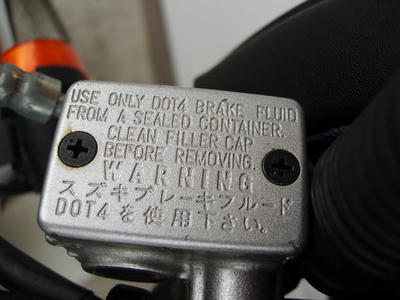 USE ONLY DOT4 BRAKE FLUID
FROM A SEALED CONTAINER.
CLEAN FILLER CAP
BEFORE REMOVING.
WARNING
スズキブレーキフルード
DOT4を使用下さい。